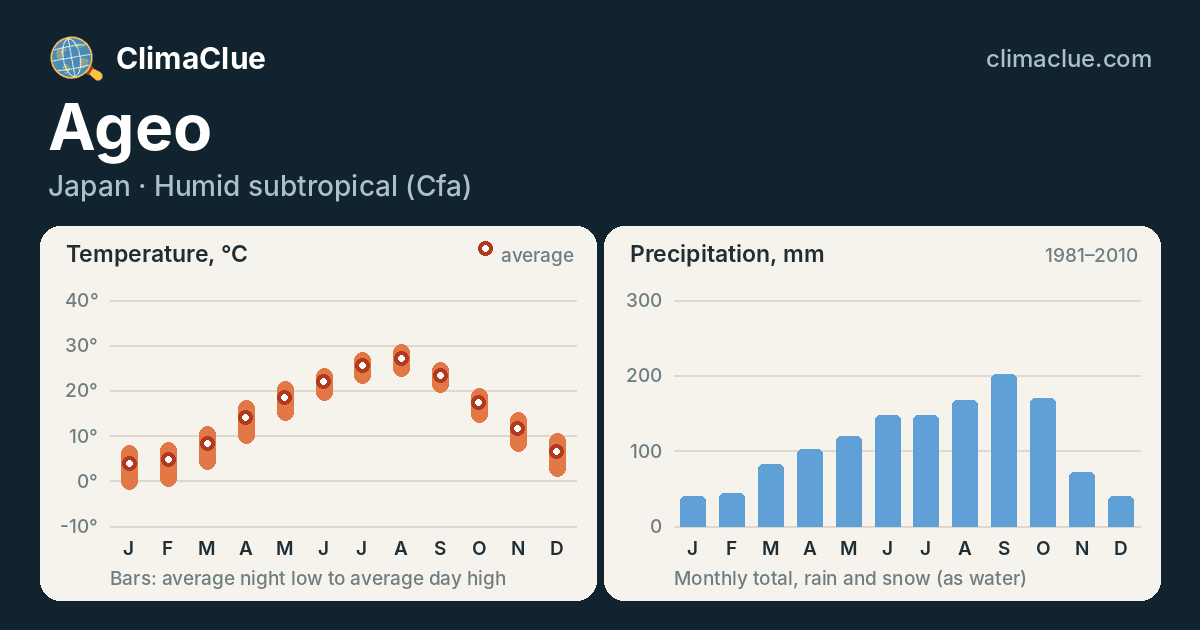 ClimaClue
climaclue.com
Ageo
Japan · Humid subtropical (Cfa)
Temperature, °C
average
40°
30°
20°
10°
0°
-10°
J F M A M J J A S O N D
Bars: average night low to average day high
Precipitation, mm
1981–2010
300
200
100
0
J F M A M J J A S O N D
Monthly total, rain and snow (as water)